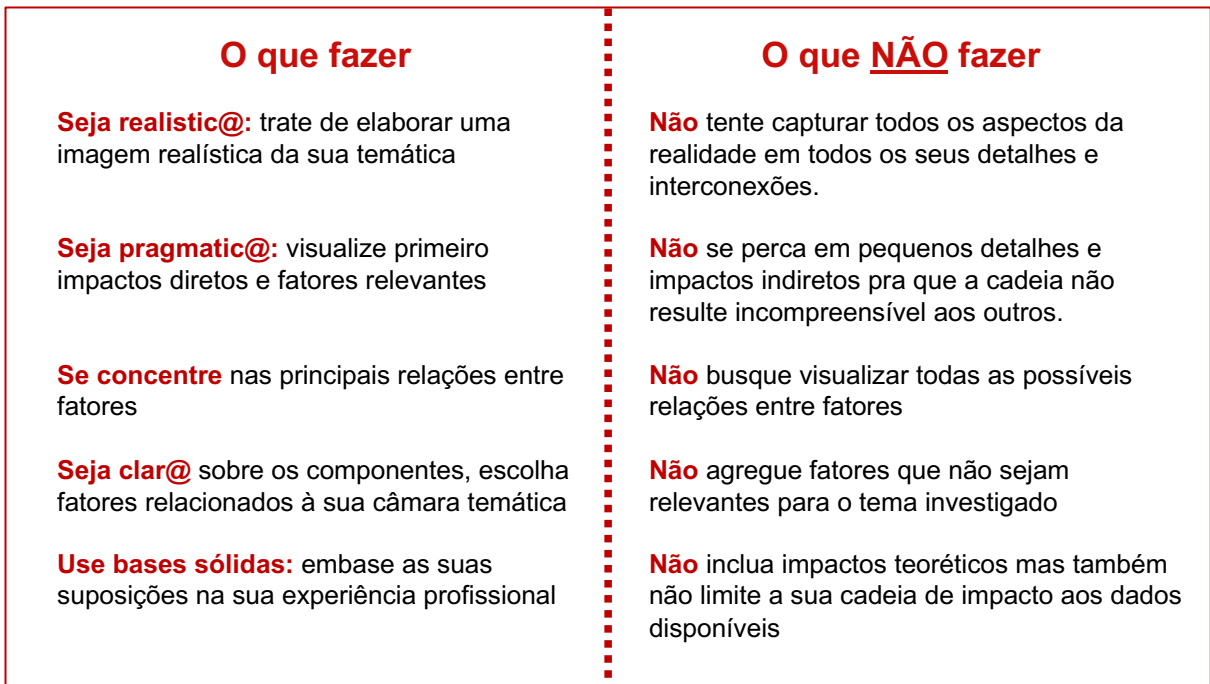 O que fazer
Seja realistic@: trate de elaborar uma
imagem realística da sua temática
Seja pragmatic@: visualize primeiro
impactos diretos e fatores relevantes
Se concentre nas principais relações entre
fatores
Seja clar@ sobre os componentes, escolha
fatores relacionados à sua câmara temática
Use bases sólidas: embase as suas
suposições na sua experiência profissional
O que NÃO fazer
Não tente capturar todos os aspectos da
realidade em todos os seus detalhes e
interconexões.
Não se perca em pequenos detalhes e
impactos indiretos pra que a cadeia não
resulte incompreensível aos outros.
Não busque visualizar todas as possíveis
relações entre fatores
Não agregue fatores que não sejam
relevantes para o tema investigado
Não inclua impactos teoréticos mas também
não limite a sua cadeia de impacto aos dados
disponíveis